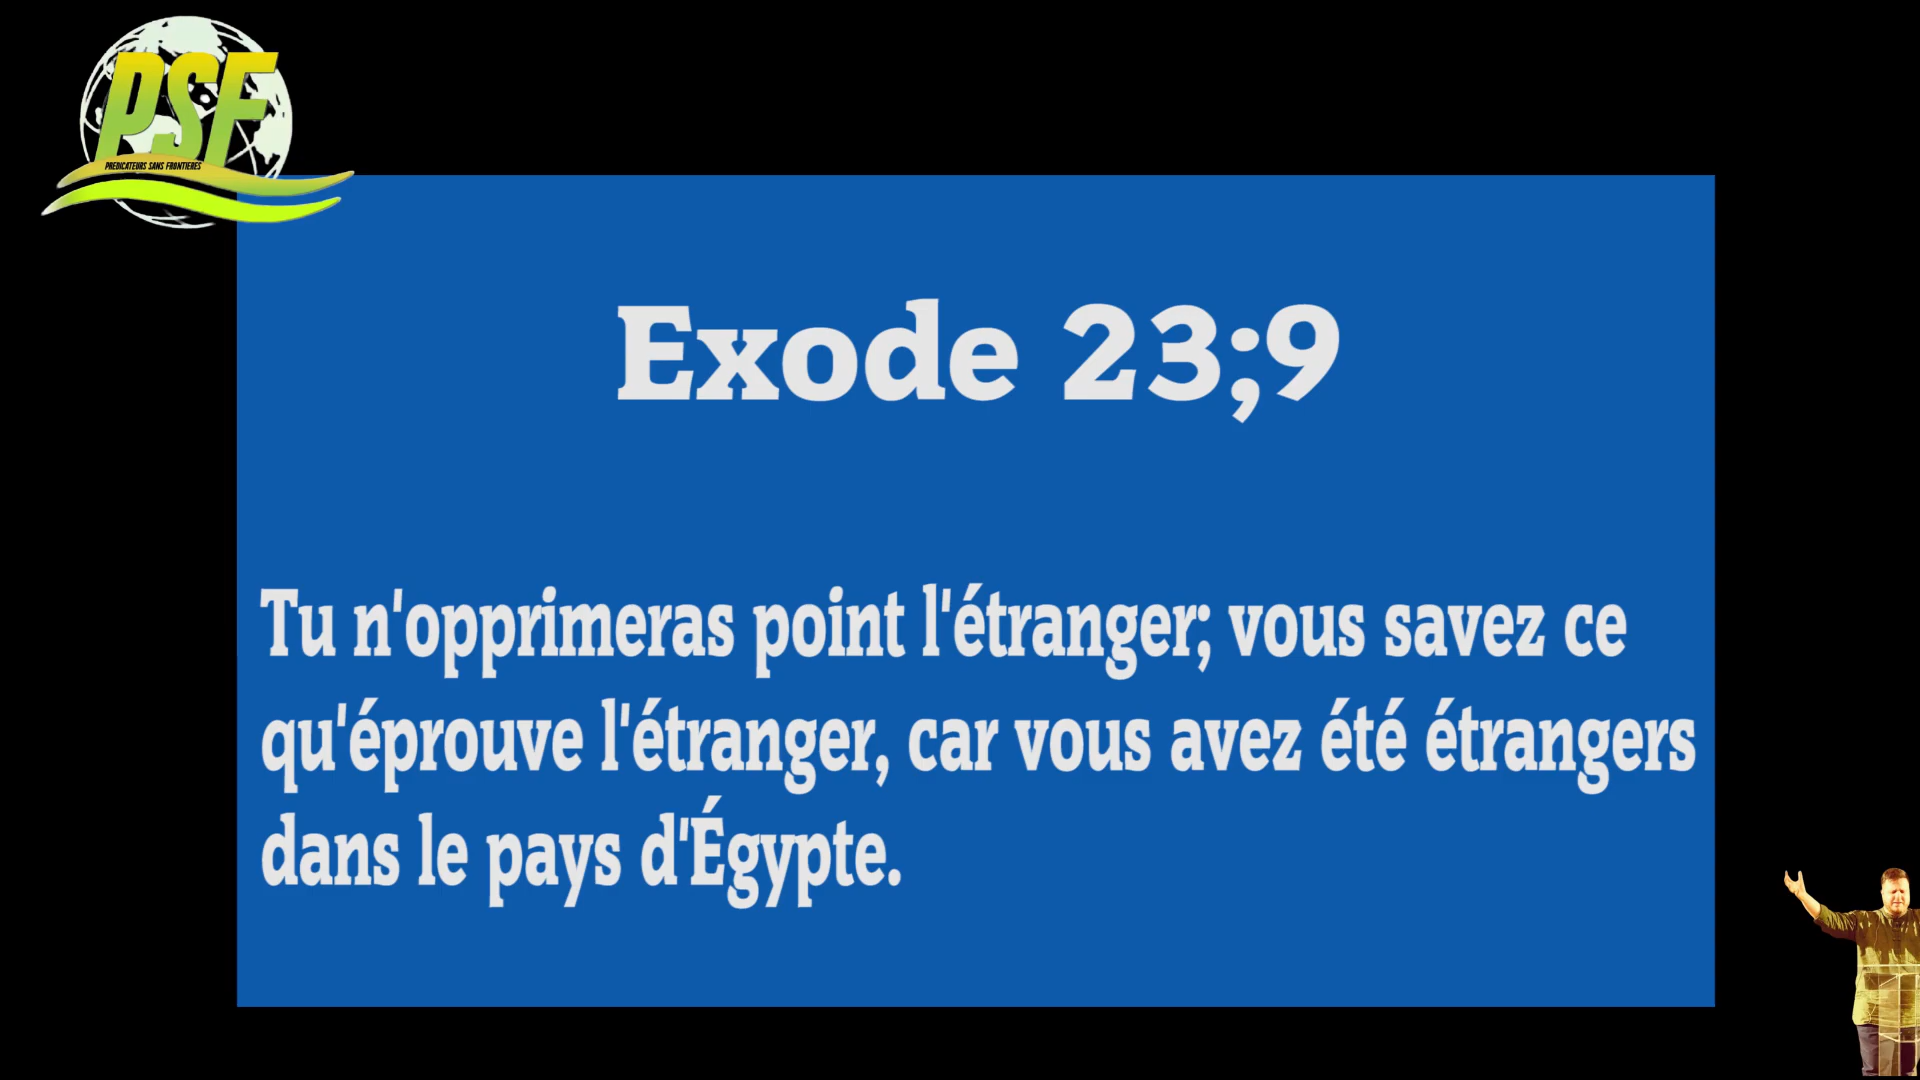 PSF
PREDICATEURS SANS FRONTIERES
Exode 23;9
Tu n'opprimeras point l'étranger; vous savez ce
qu'éprouve l'étranger, car vous avez été étrangers
dans le pays d'Égypte.